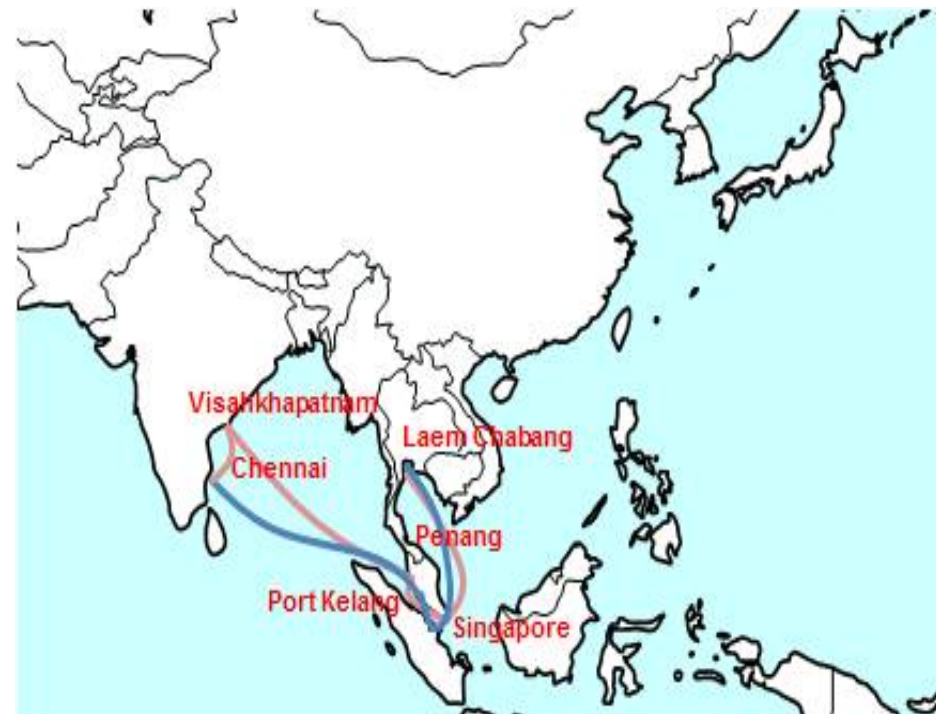 Visahkhapatnam
Laem Chabang
Chennai
Penang
Port Kelang
Singapore